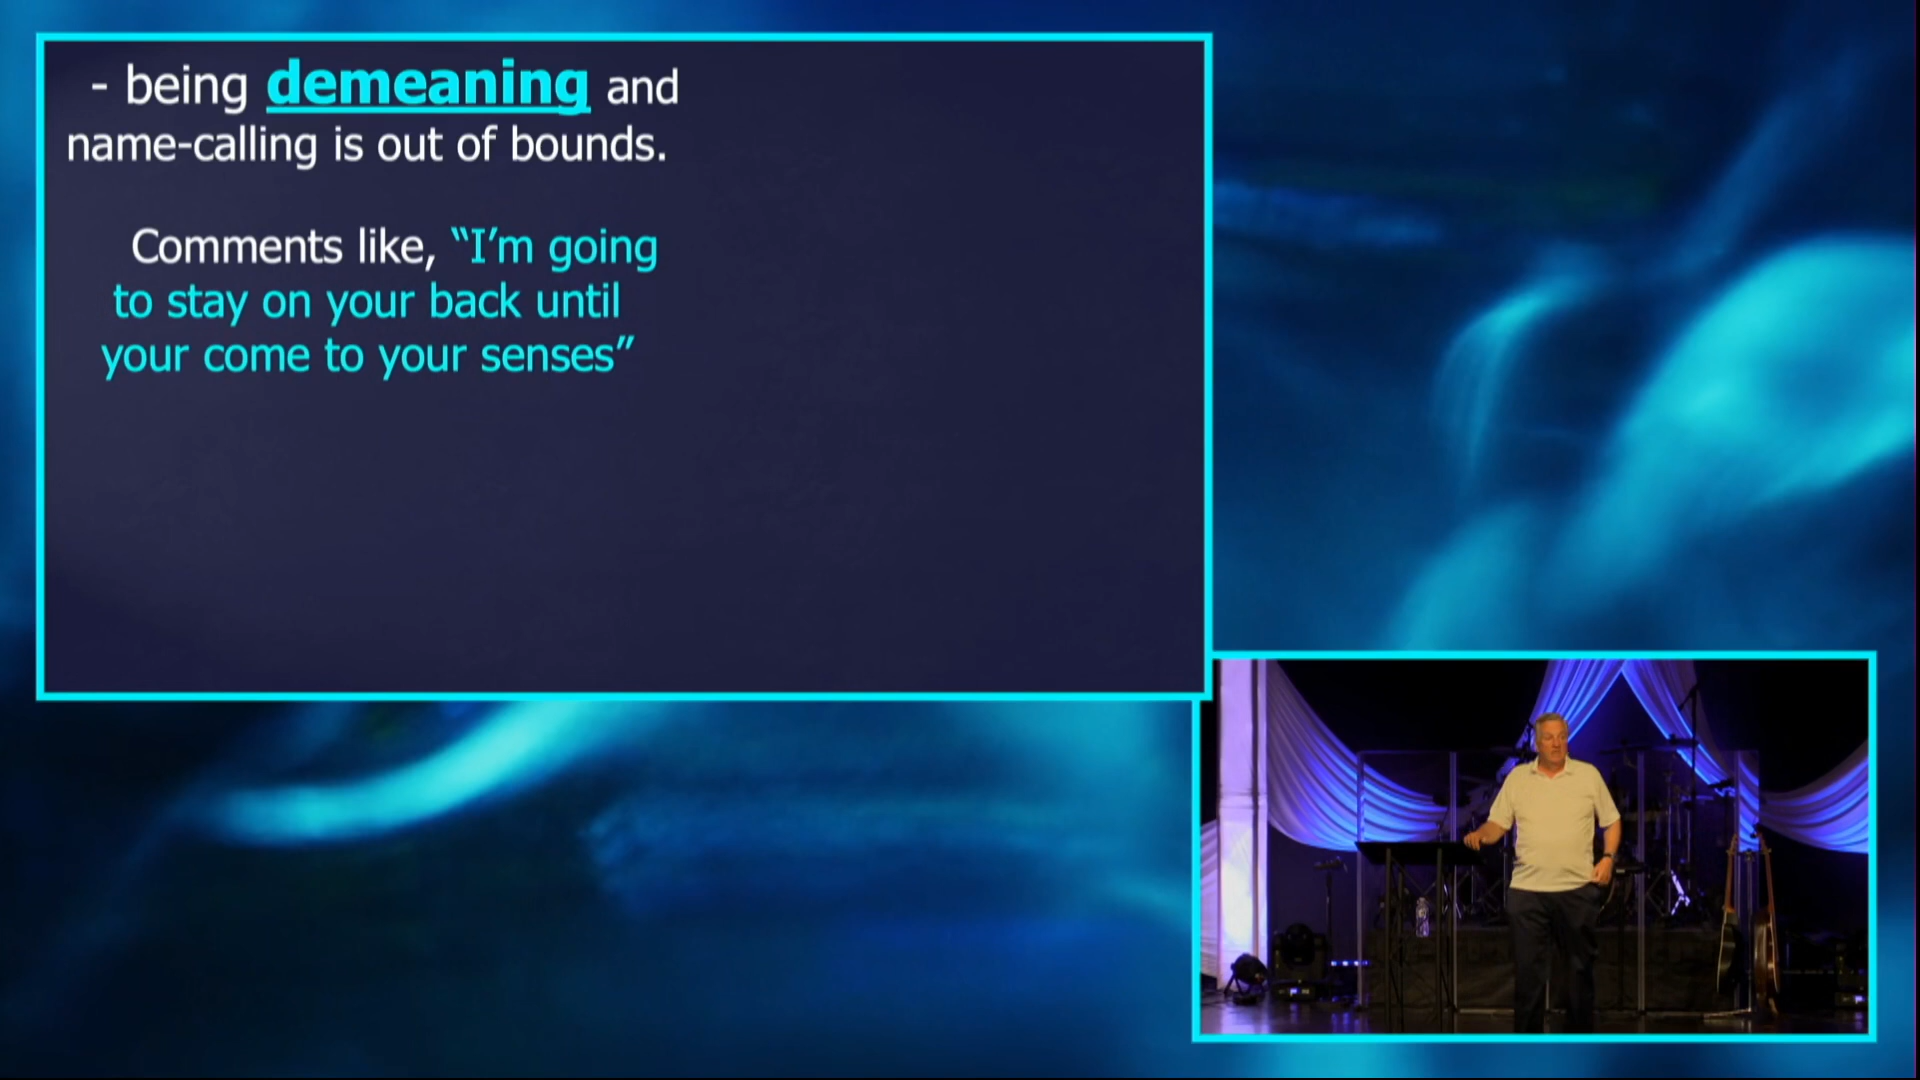 - being demeaning and
name-calling is out of bounds.
Comments like, “I’m going
to stay on your back until
your come to your senses”